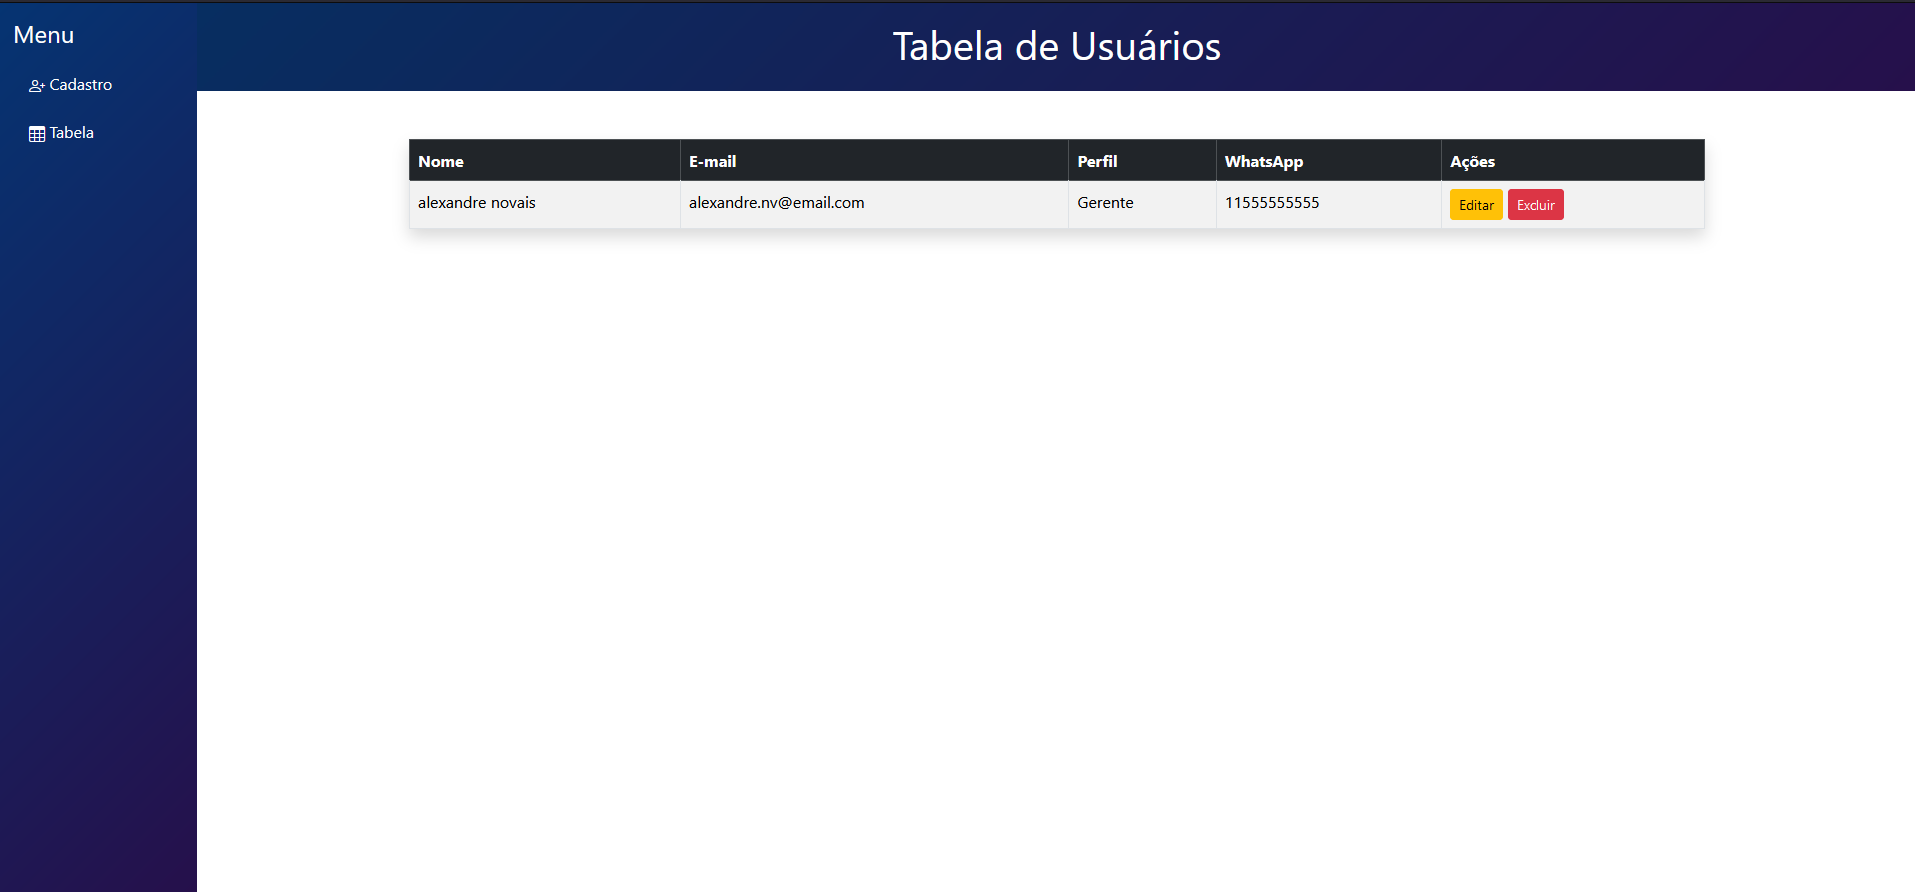 Menu
Cadastro
Tabela
Tabela de Usuários
Nome E-mail Perfil WhatsApp Ações
alexandre novais alexandre.nv@email.com Gerente 11555555555 Editar Excluir